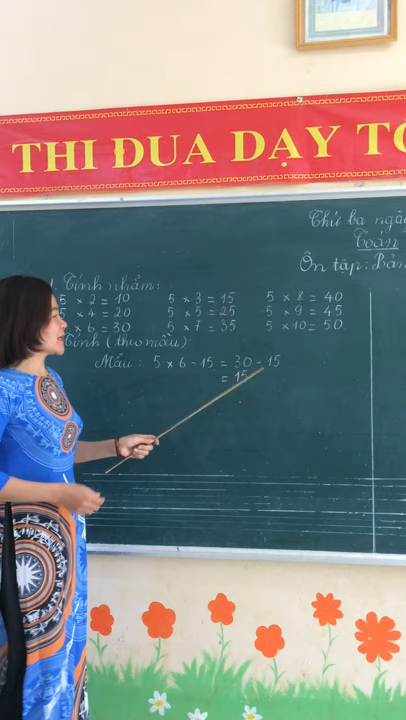 THI ĐUA DẠY TỐ
Thứ ba ngày
Toán
Ôn tập: Bản
1. Tính nhẩm:
5 × 2 = 10 5 × 3 = 15 5 × 8 = 40
5 × 4 = 20 5 × 5 = 25 5 × 9 = 45
× 6 = 30 5 × 7 = 35 5 × 10 = 50
Tính (theo mẫu)
Mẫu: 5 × 6 - 15 = 30 - 15
= 15